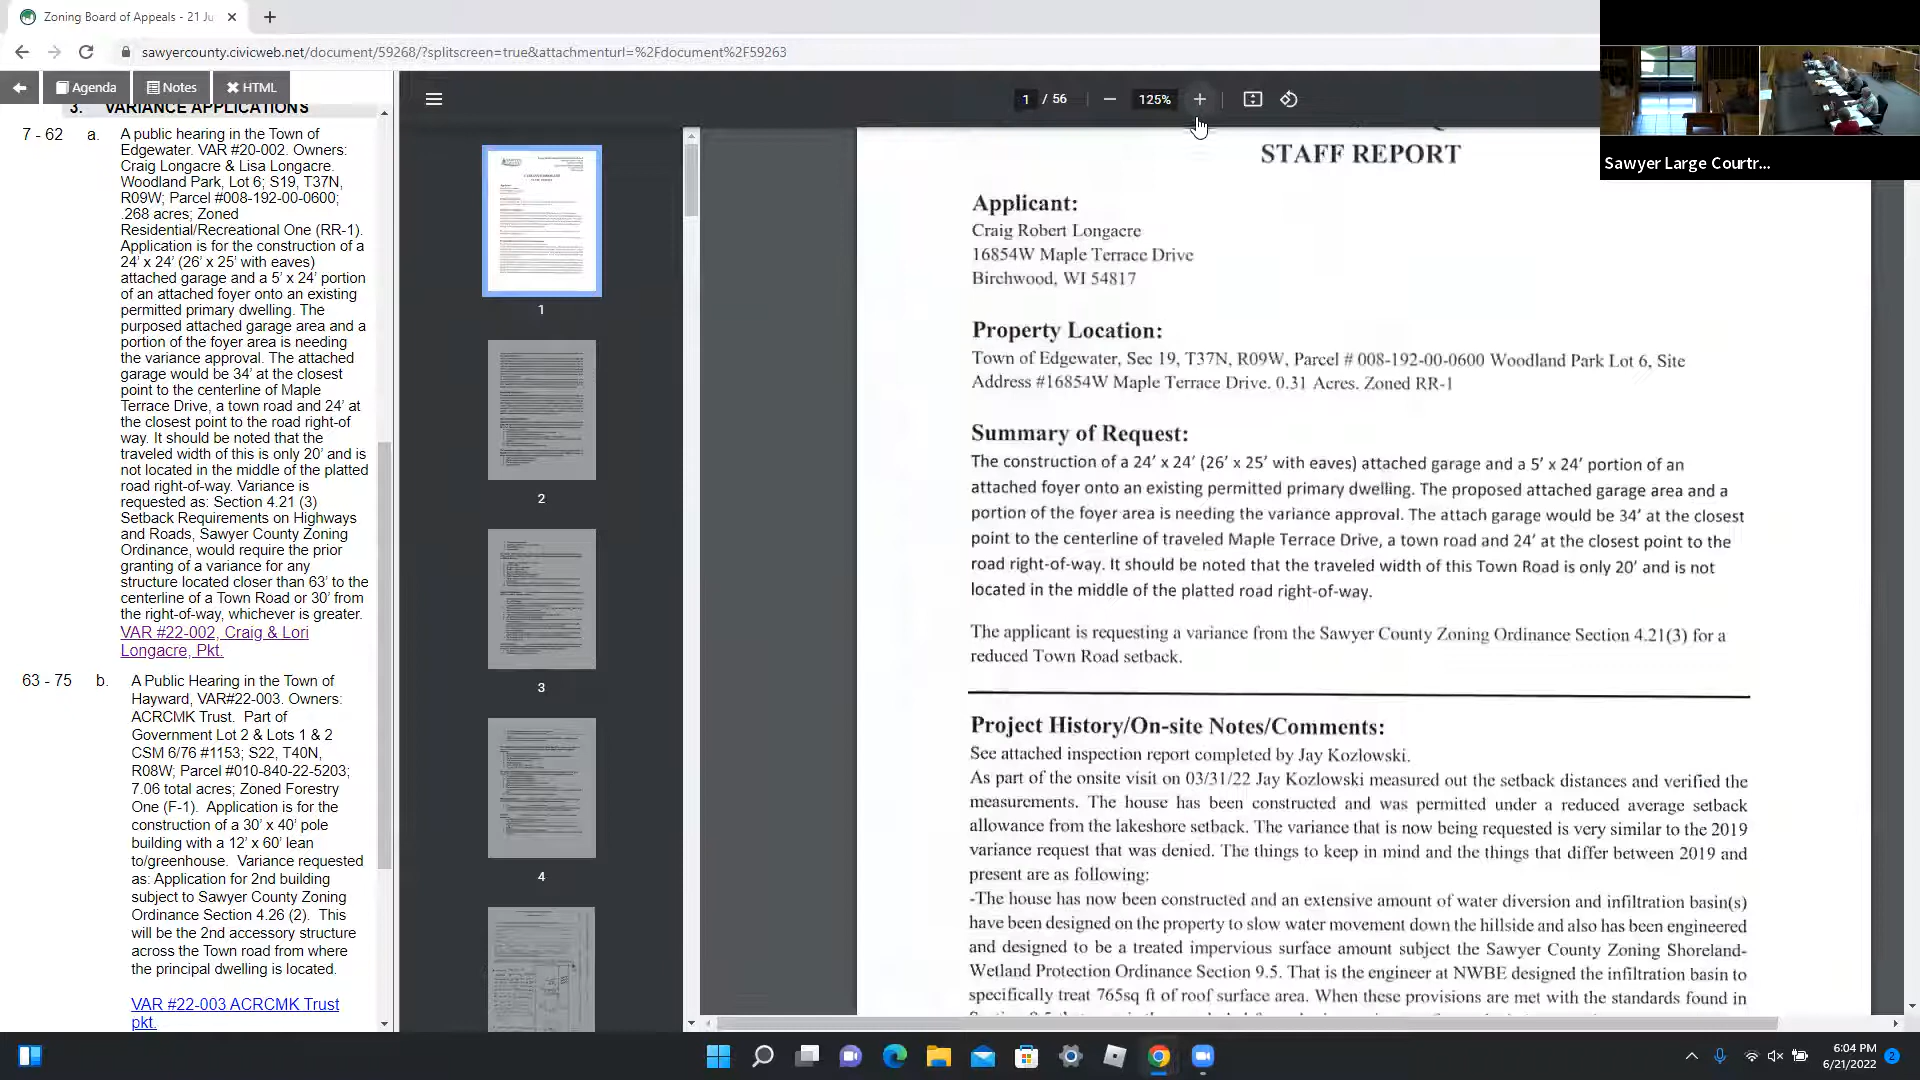 Zoning Board of Appeals - 21 Ju
sawyercounty.civicweb.net/document/59268/?splitscreen=true&attachmenturl=%2Fdocument%2F59263
Agenda
Notes
HTML
3. VARIANCE APPLICATIONS
7 - 62 a. A public hearing in the Town of
Edgewater. VAR #20-002. Owners:
Craig Longacre & Lisa Longacre.
Woodland Park, Lot 6; S19, T37N,
R09W; Parcel #008-192-00-0600;
.268 acres; Zoned
Residential/Recreational One (RR-1).
Application is for the construction of a
24' x 24' (26' x 25' with eaves)
attached garage and a 5' x 24' portion
of an attached foyer onto an existing
permitted primary dwelling. The
purposed attached garage area and a
portion of the foyer area is needing
the variance approval. The attached
garage would be 34' at the closest
point to the centerline of Maple
Terrace Drive, a town road and 24' at
the closest point to the road right-of
way. It should be noted that the
traveled width of this is only 20' and is
not located in the middle of the platted
road right-of-way. Variance is
requested as: Section 4.21 (3)
Setback Requirements on Highways
and Roads, Sawyer County Zoning
Ordinance, would require the prior
granting of a variance for any
structure located closer than 63' to the
centerline of a Town Road or 30' from
the right-of-way, whichever is greater.
VAR #22-002, Craig & Lori
Longacre, Pkt.
63 - 75 b. A Public Hearing in the Town of
Hayward, VAR#22-003. Owners:
ACRCMK Trust. Part of
Government Lot 2 & Lots 1 & 2
CSM 6/76 #1153; S22, T40N,
R08W; Parcel #010-840-22-5203;
7.06 total acres; Zoned Forestry
One (F-1). Application is for the
construction of a 30' x 40' pole
building with a 12' x 60' lean
to/greenhouse. Variance requested
as: Application for 2nd building
subject to Sawyer County Zoning
Ordinance Section 4.26 (2). This
will be the 2nd accessory structure
across the Town road from where
the principal dwelling is located.
VAR #22-003 ACRCMK Trust
pkt.
1 / 56
125%
1
2
3
4
STAFF REPORT
Applicant:
Craig Robert Longacre
16854W Maple Terrace Drive
Birchwood, WI 54817
Property Location:
Town of Edgewater, Sec 19, T37N, R09W, Parcel # 008-192-00-0600 Woodland Park Lot 6, Site
Address #16854W Maple Terrace Drive. 0.31 Acres. Zoned RR-1
Summary of Request:
The construction of a 24' x 24' (26' x 25' with eaves) attached garage and a 5' x 24' portion of an
attached foyer onto an existing permitted primary dwelling. The proposed attached garage area and a
portion of the foyer area is needing the variance approval. The attach garage would be 34' at the closest
point to the centerline of traveled Maple Terrace Drive, a town road and 24' at the closest point to the
road right-of-way. It should be noted that the traveled width of this Town Road is only 20' and is not
located in the middle of the platted road right-of-way.
The applicant is requesting a variance from the Sawyer County Zoning Ordinance Section 4.21(3) for a
reduced Town Road setback.
Project History/On-site Notes/Comments:
See attached inspection report completed by Jay Kozlowski.
As part of the onsite visit on 03/31/22 Jay Kozlowski measured out the setback distances and verified the
measurements. The house has been constructed and was permitted under a reduced average setback
allowance from the lakeshore setback. The variance that is now being requested is very similar to the 2019
variance request that was denied. The things to keep in mind and the things that differ between 2019 and
present are as following:
-The house has now been constructed and an extensive amount of water diversion and infiltration basin(s)
have been designed on the property to slow water movement down the hillside and also has been engineered
and designed to be a treated impervious surface amount subject the Sawyer County Zoning Shoreland-
Wetland Protection Ordinance Section 9.5. That is the engineer at NWBE designed the infiltration basin to
specifically treat 765sq ft of roof surface area. When these provisions are met with the standards found in
Sawyer Large Courtr...
6:04 PM
6/21/2022
2